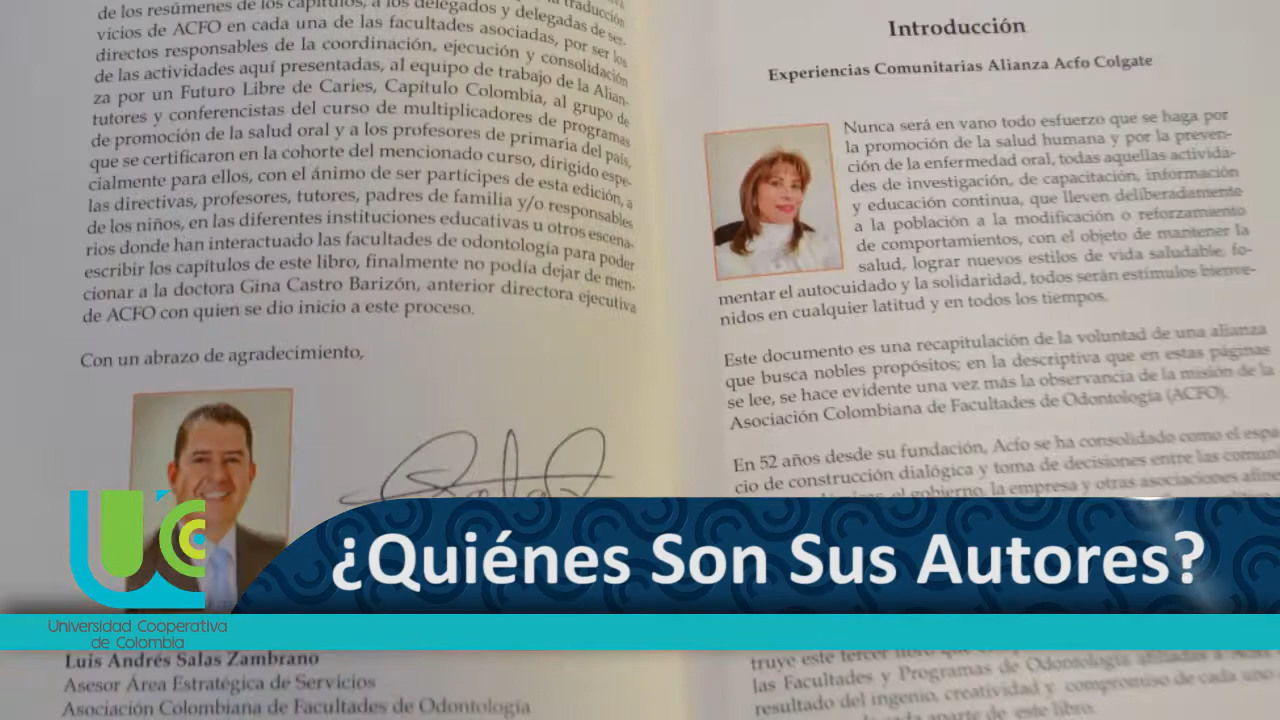 de los resúmenes de los capítulos, a los delegados y delegadas de ser-
vicios de ACFO en cada una de las facultades asociadas, por ser los
directos responsables de la coordinación, ejecución y consolidación
de las actividades aquí presentadas, al equipo de trabajo de la Alian-
za por un Futuro Libre de Caries, Capítulo Colombia, al grupo de
tutores y conferencistas del curso de multiplicadores de programas
de promoción de la salud oral y a los profesores de primaria del país,
que se certificaron en la cohorte del mencionado curso, dirigido espe-
cialmente para ellos, con el ánimo de ser partícipes de esta edición, a
las directivas, profesores, tutores, padres de familia y/o responsables
de los niños, en las diferentes instituciones educativas u otros escena-
rios donde han interactuado las facultades de odontología para poder
escribir los capítulos de este libro, finalmente no podía dejar de men-
cionar a la doctora Gina Castro Barizón, anterior directora ejecutiva
de ACFO con quien se dio inicio a este proceso.
Con un abrazo de agradecimiento,
Luis Andrés Salas Zambrano
Asesor Área Estratégica de Servicios
Asociación Colombiana de Facultades de Odontología
Introducción
Experiencias Comunitarias Alianza Acfo Colgate
Nunca será en vano todo esfuerzo que se haga por
la promoción de la salud humana y por la preven-
ción de la enfermedad oral, todas aquellas activida-
des de investigación, de capacitación, información
y educación continua, que lleven deliberadamente
a la población a la modificación o reforzamiento
de comportamientos, con el objeto de mantener la
salud, lograr nuevos estilos de vida saludable, fo-
mentar el autocuidado y la solidaridad, todos serán estímulos bienve-
nidos en cualquier latitud y en todos los tiempos.
Este documento es una recapitulación de la voluntad de una alianza
que busca nobles propósitos; en la descriptiva que en estas páginas
se lee, se hace evidente una vez más la observancia de la misión de la
Asociación Colombiana de Facultades de Odontología (ACFO).
En 52 años desde su fundación, Acfo se ha consolidado como el espa
cio de construcción dialógica y toma de decisiones entre las comuni
el gobierno, la empresa y otras asociaciones afine
truye este tercer libro que
las Facultades y Programas de Odontología afiliadas a
resultado del ingenio, creatividad y compromiso de cada uno
aparte de este libro.
¿Quiénes Son Sus Autores?
UCC
Universidad Cooperativa
de Colombia